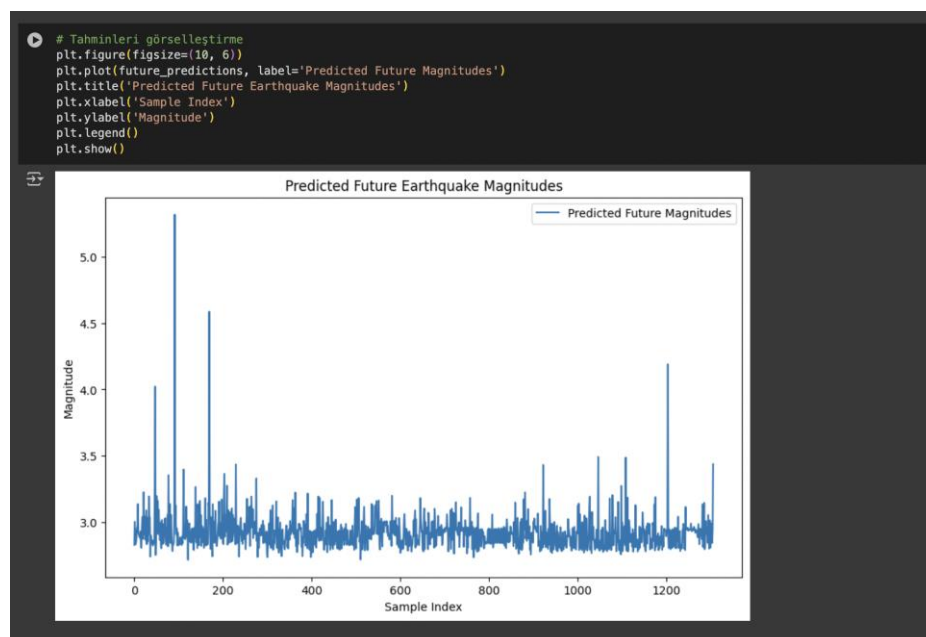 # Tahminleri görselleştirme
plt.figure(figsize=(10, 6))
plt.plot(future_predictions, label='Predicted Future Magnitudes')
plt.title('Predicted Future Earthquake Magnitudes')
plt.xlabel('Sample Index')
plt.ylabel('Magnitude')
plt.legend()
plt.show()
Predicted Future Earthquake Magnitudes
Predicted Future Magnitudes
5.0
4.5
4.0
3.5
3.0
Magnitude
0 200 400 600 800 1000 1200
Sample Index